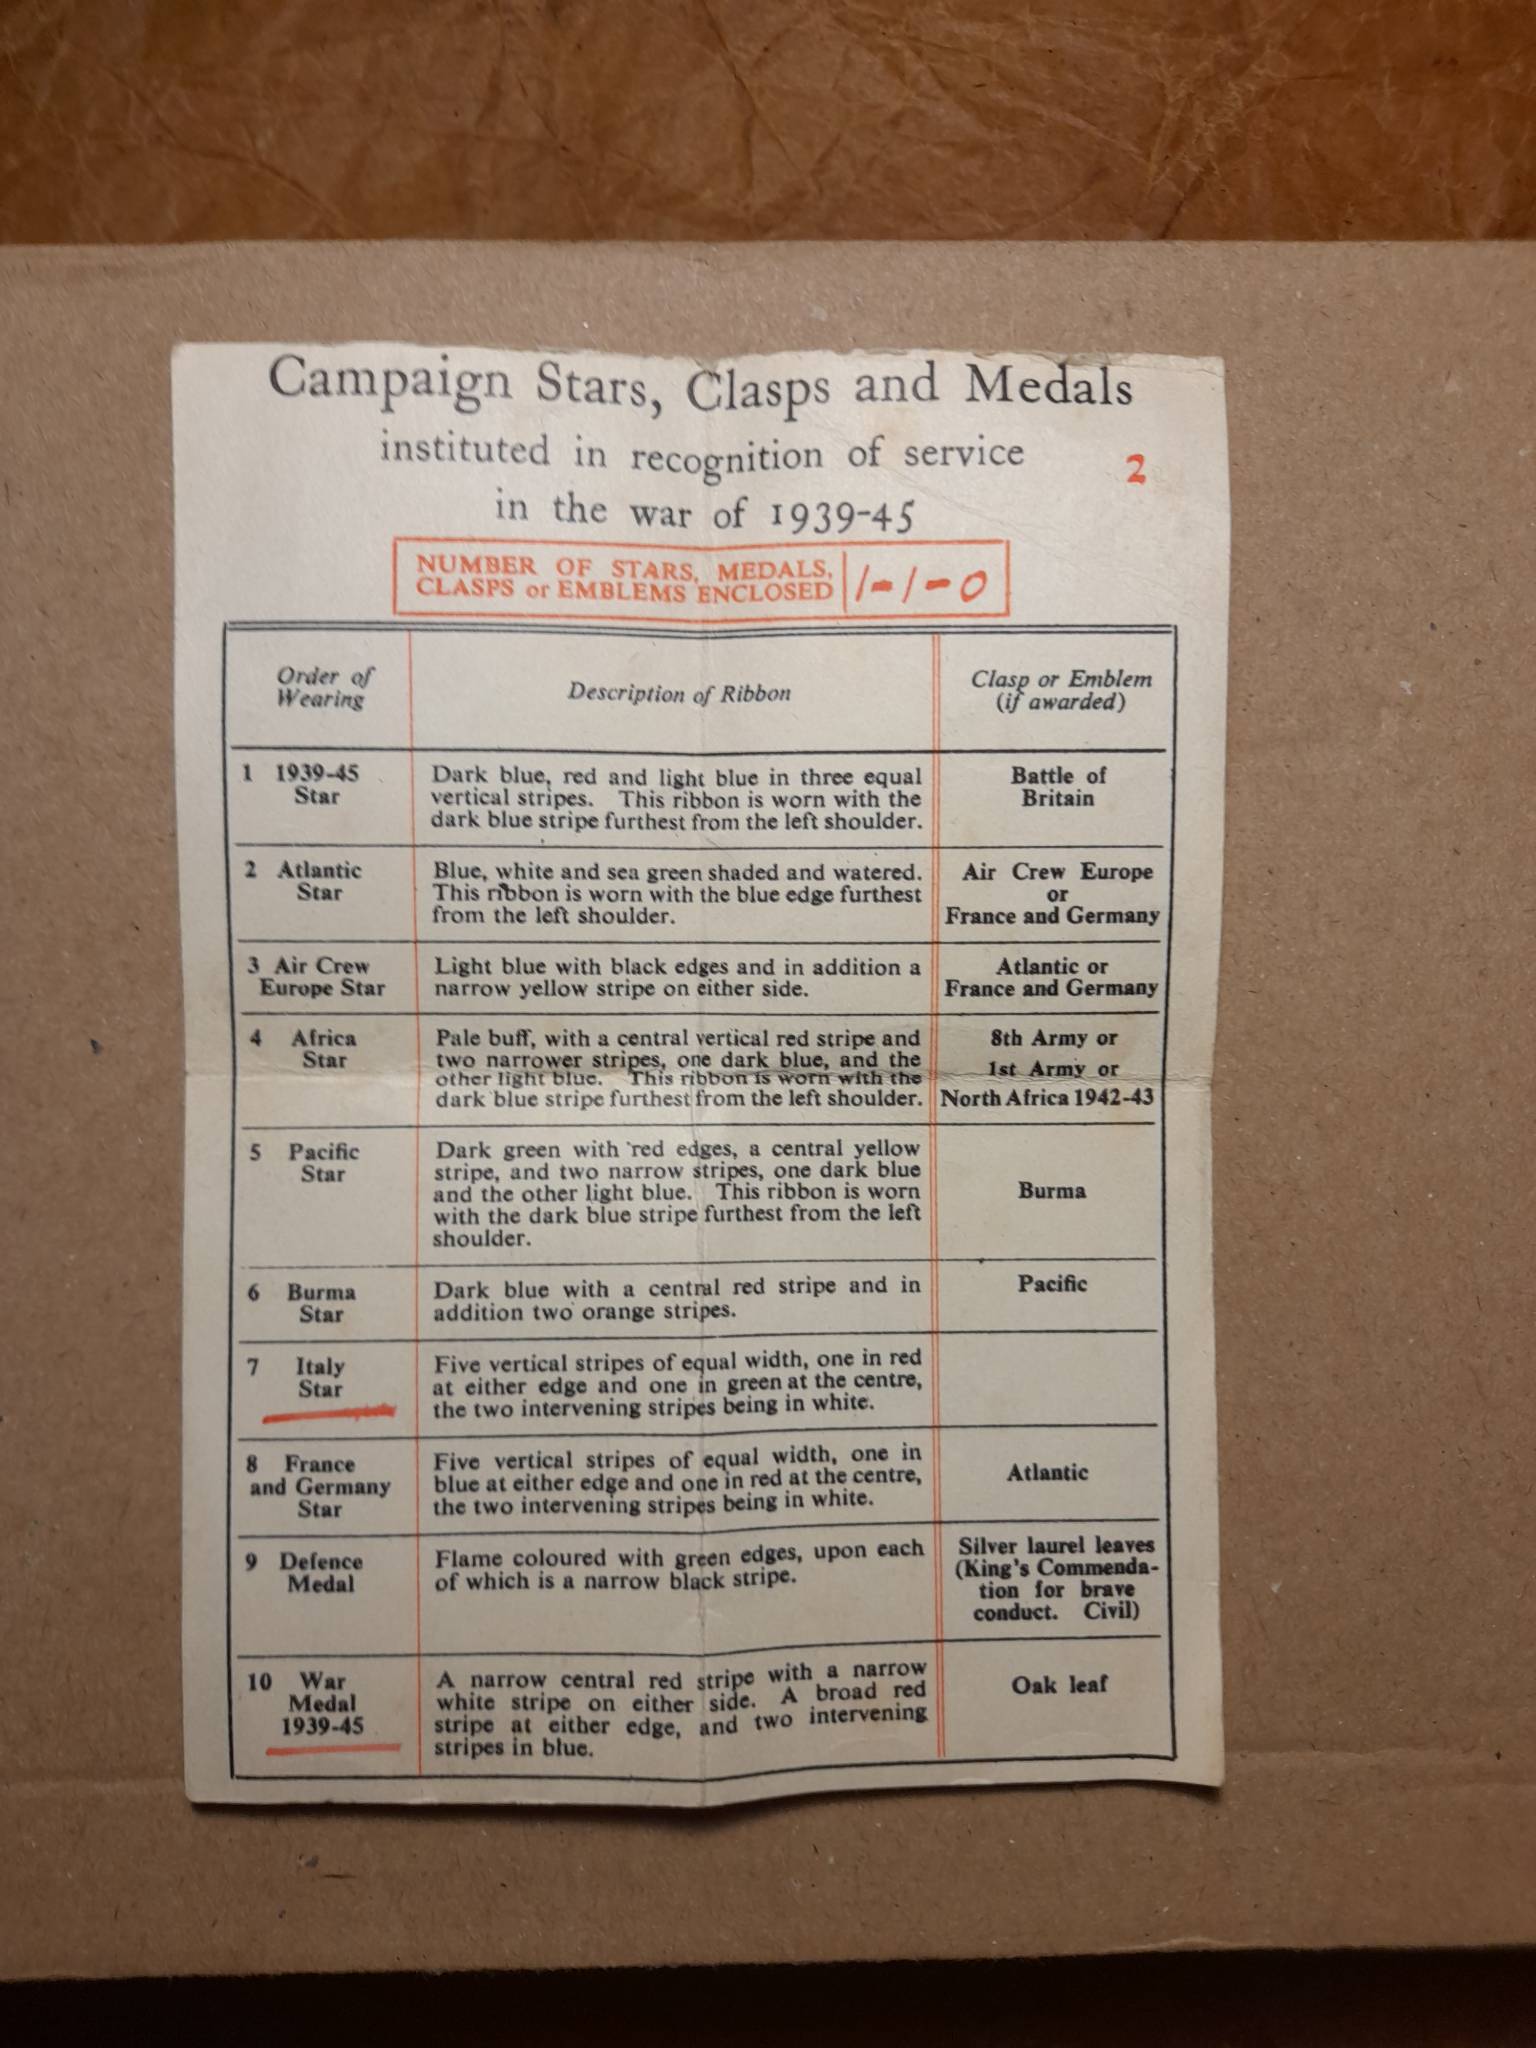 Campaign Stars, Clasps and Medals
instituted in recognition of service
in the war of 1939-45
2
NUMBER OF STARS, MEDALS,
CLASPS or EMBLEMS ENCLOSED
1-1-0
Order of
Wearing
Description of Ribbon
Clasp or Emblem
(if awarded)
1 1939-45
Star
Dark blue, red and light blue in three equal
vertical stripes. This ribbon is worn with the
dark blue stripe furthest from the left shoulder.
Battle of
Britain
2 Atlantic
Star
Blue, white and sea green shaded and watered.
This ribbon is worn with the blue edge furthest
from the left shoulder.
Air Crew Europe
or
France and Germany
3 Air Crew
Europe Star
Light blue with black edges and in addition a
narrow yellow stripe on either side.
Atlantic or
France and Germany
4 Africa
Star
Pale buff, with a central vertical red stripe and
two narrower stripes, one dark blue, and the
other light blue. This ribbon is worn with the
dark blue stripe furthest from the left shoulder.
8th Army or
1st Army or
North Africa 1942-43
5 Pacific
Star
Dark green with red edges, a central yellow
stripe, and two narrow stripes, one dark blue
and the other light blue. This ribbon is worn
with the dark blue stripe furthest from the left
shoulder.
Burma
6 Burma
Star
Dark blue with a central red stripe and in
addition two orange stripes.
Pacific
7 Italy
Star
Five vertical stripes of equal width, one in red
at either edge and one in green at the centre,
the two intervening stripes being in white.
8 France
and Germany
Star
Five vertical stripes of equal width, one in
blue at either edge and one in red at the centre,
the two intervening stripes being in white.
Atlantic
9 Defence
Medal
Flame coloured with green edges, upon each
of which is a narrow black stripe.
Silver laurel leaves
(King's Commenda-
tion for brave
conduct. Civil)
10 War
Medal
1939-45
A narrow central red stripe with a narrow
white stripe on either side. A broad red
stripe at either edge, and two intervening
stripes in blue.
Oak leaf